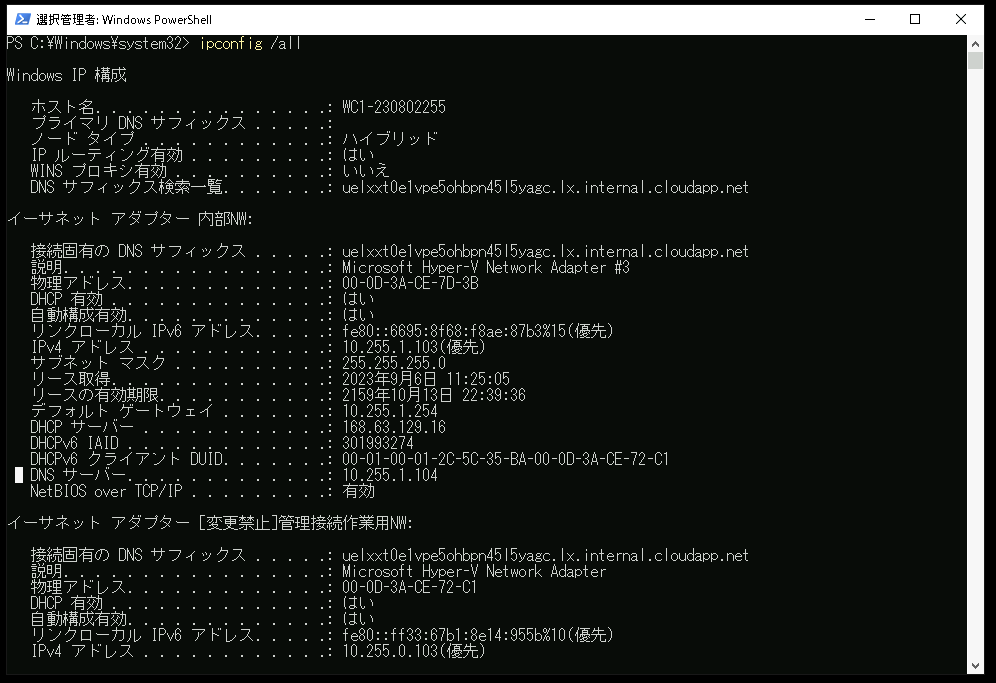 選択管理者: Windows PowerShell
PS C:¥Windows¥system32> ipconfig /all
Windows IP 構成
ホスト名. . . . . . . . . . . . . . .: WC1-230802255
プライマリ DNS サフィックス . . . . .:
ノード タイプ . . . . . . . . . . . .: ハイブリッド
IP ルーティング有効 . . . . . . . . .: はい
WINS プロキシ有効 . . . . . . . . . .: いいえ
DNS サフィックス検索一覧. . . . . . .: uelxxt0e1vpe5ohbpn45l5yagc.lx.internal.cloudapp.net
イーサネット アダプター 内部NW:
接続固有の DNS サフィックス . . . . .: uelxxt0e1vpe5ohbpn45l5yagc.lx.internal.cloudapp.net
説明. . . . . . . . . . . . . . . . .: Microsoft Hyper-V Network Adapter #3
物理アドレス. . . . . . . . . . . . .: 00-0D-3A-CE-7D-3B
DHCP 有効 . . . . . . . . . . . . . .: はい
自動構成有効. . . . . . . . . . . . .: はい
リンクローカル IPv6 アドレス. . . . .: fe80::6695:8f68:f8ae:87b3%15(優先)
IPv4 アドレス . . . . . . . . . . . .: 10.255.1.103(優先)
サブネット マスク . . . . . . . . . .: 255.255.255.0
リース取得. . . . . . . . . . . . . .: 2023年9月6日 11:25:05
リースの有効期限. . . . . . . . . . .: 2159年10月13日 22:39:36
デフォルト ゲートウェイ . . . . . . .: 10.255.1.254
DHCP サーバー . . . . . . . . . . . .: 168.63.129.16
DHCPv6 IAID . . . . . . . . . . . . .: 301993274
DHCPv6 クライアント DUID. . . . . . .: 00-01-00-01-2C-5C-35-BA-00-0D-3A-CE-72-C1
DNS サーバー. . . . . . . . . . . . .: 10.255.1.104
NetBIOS over TCP/IP . . . . . . . . .: 有効
イーサネット アダプター [変更禁止]管理接続作業用NW:
接続固有の DNS サフィックス . . . . .: uelxxt0e1vpe5ohbpn45l5yagc.lx.internal.cloudapp.net
説明. . . . . . . . . . . . . . . . .: Microsoft Hyper-V Network Adapter
物理アドレス. . . . . . . . . . . . .: 00-0D-3A-CE-72-C1
DHCP 有効 . . . . . . . . . . . . . .: はい
自動構成有効. . . . . . . . . . . . .: はい
リンクローカル IPv6 アドレス. . . . .: fe80::ff33:67b1:8e14:955b%10(優先)
IPv4 アドレス . . . . . . . . . . . .: 10.255.0.103(優先)